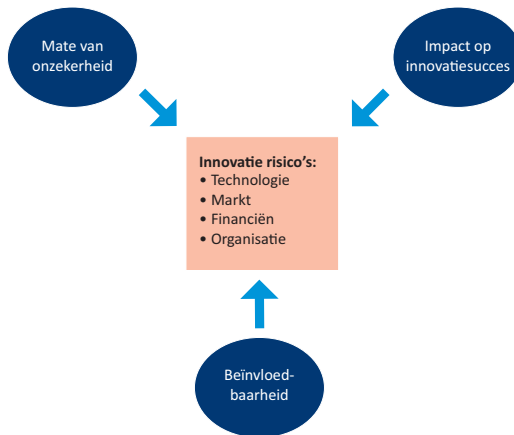 Mate van
onzekerheid
Impact op
innovatiesucces
Innovatie risico's:
• Technologie
• Markt
• Financiën
• Organisatie
Beïnvloed-
baarheid